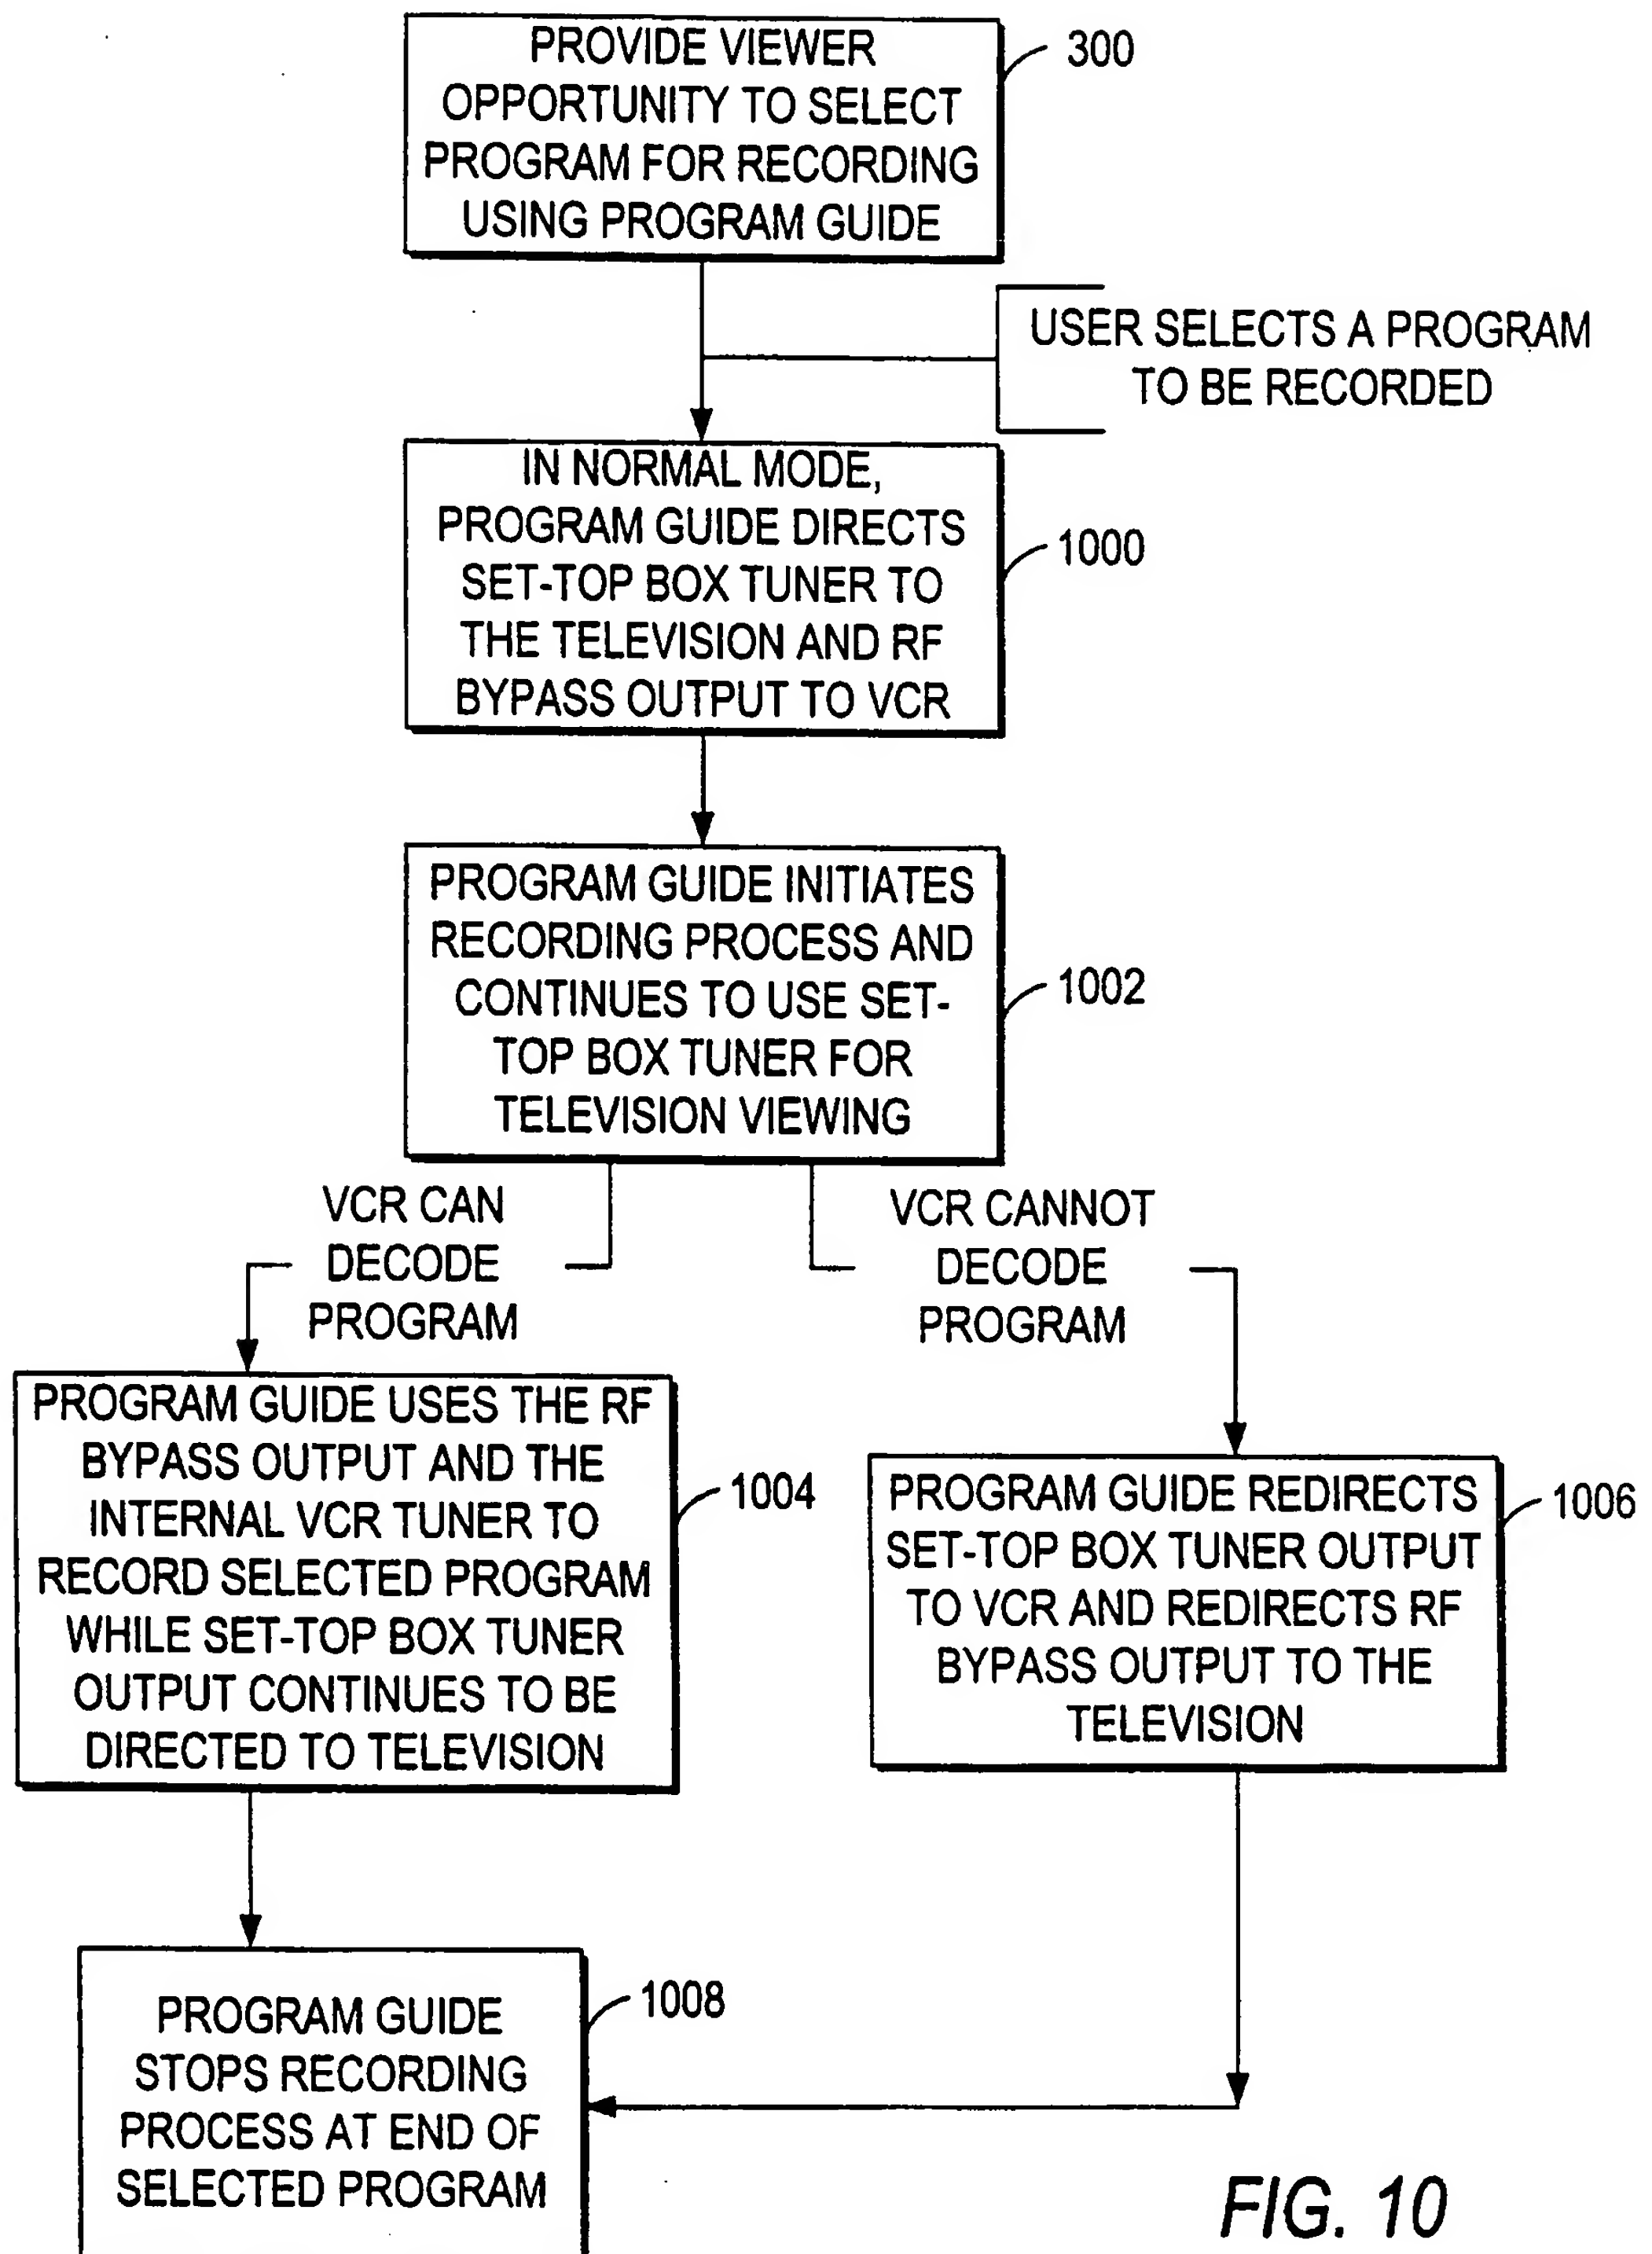 PROVIDE VIEWER
OPPORTUNITY TO SELECT
PROGRAM FOR RECORDING
USING PROGRAM GUIDE
300
USER SELECTS A PROGRAM
TO BE RECORDED
IN NORMAL MODE,
PROGRAM GUIDE DIRECTS
SET-TOP BOX TUNER TO
THE TELEVISION AND RF
BYPASS OUTPUT TO VCR
1000
PROGRAM GUIDE INITIATES
RECORDING PROCESS AND
CONTINUES TO USE SET-
TOP BOX TUNER FOR
TELEVISION VIEWING
1002
VCR CAN
DECODE
PROGRAM
VCR CANNOT
DECODE
PROGRAM
PROGRAM GUIDE USES THE RF
BYPASS OUTPUT AND THE
INTERNAL VCR TUNER TO
RECORD SELECTED PROGRAM
WHILE SET-TOP BOX TUNER
OUTPUT CONTINUES TO BE
DIRECTED TO TELEVISION
1004
PROGRAM GUIDE REDIRECTS
SET-TOP BOX TUNER OUTPUT
TO VCR AND REDIRECTS RF
BYPASS OUTPUT TO THE
TELEVISION
1006
PROGRAM GUIDE
STOPS RECORDING
PROCESS AT END OF
SELECTED PROGRAM
1008
FIG. 10